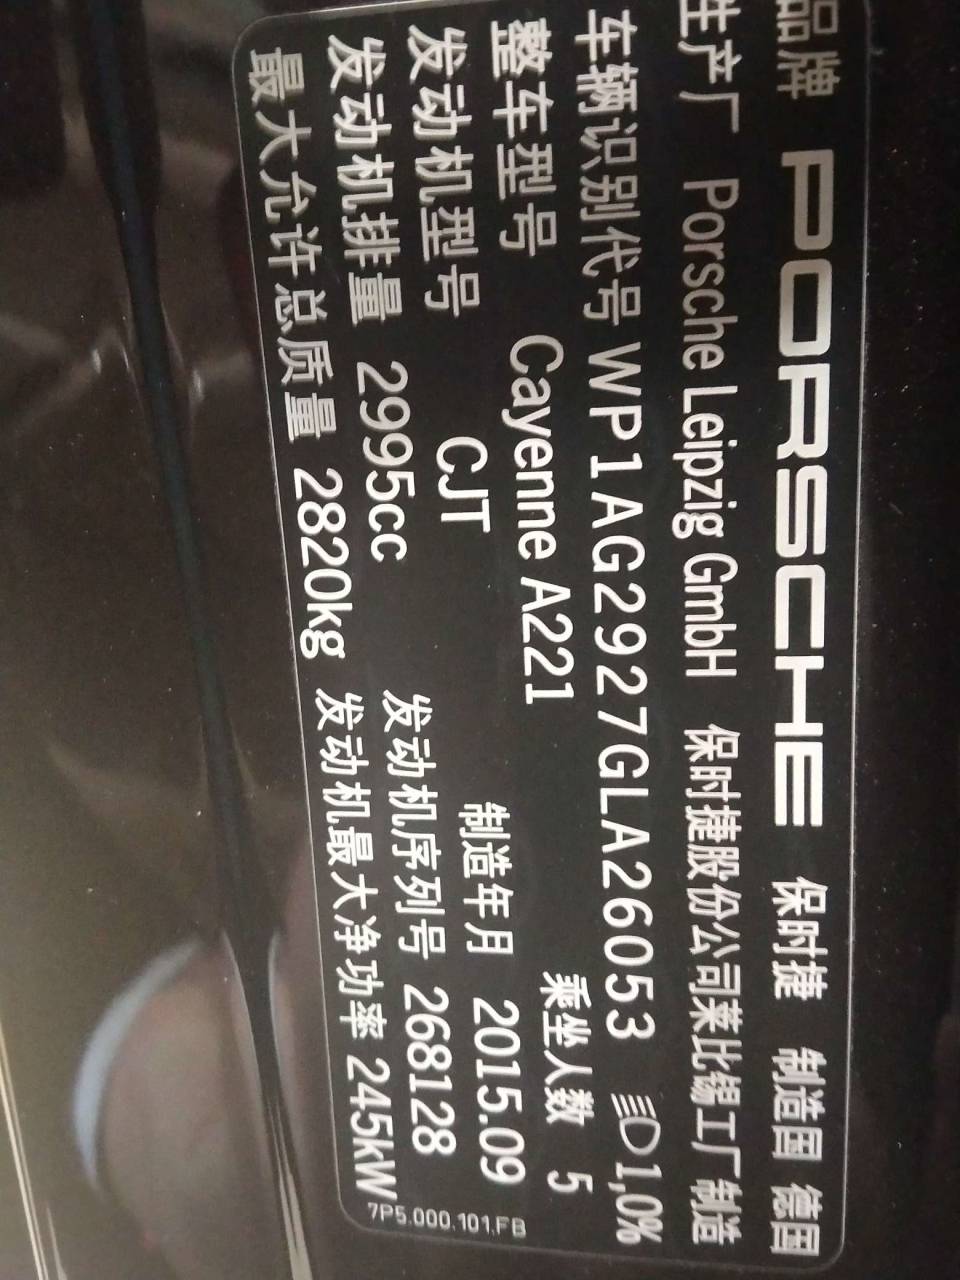 品牌 PORSCHE 保时捷 制造国 德国
生产厂 Porsche Leipzig GmbH 保时捷股份公司莱比锡工厂制造
车辆识别代号 WP1AG2927GLA26053 1,0%
整车型号 Cayenne A221 乘坐人数 5
发动机型号 CJT 制造年月 2015.09
发动机排量 2995cc 发动机序列号 268128
最大允许总质量 2820kg 发动机最大净功率 245kW
7P5.000.101.FB